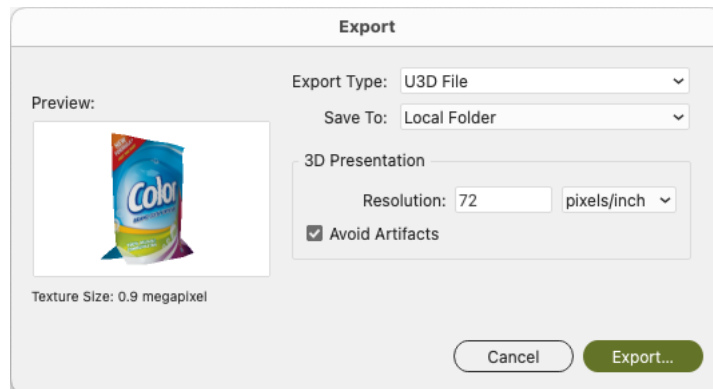 Export
Export Type: U3D File
Preview:
Save To: Local Folder
Color
3D Presentation
Resolution: 72 pixels/inch
Avoid Artifacts
Texture Size: 0.9 megapixel
Cancel Export...